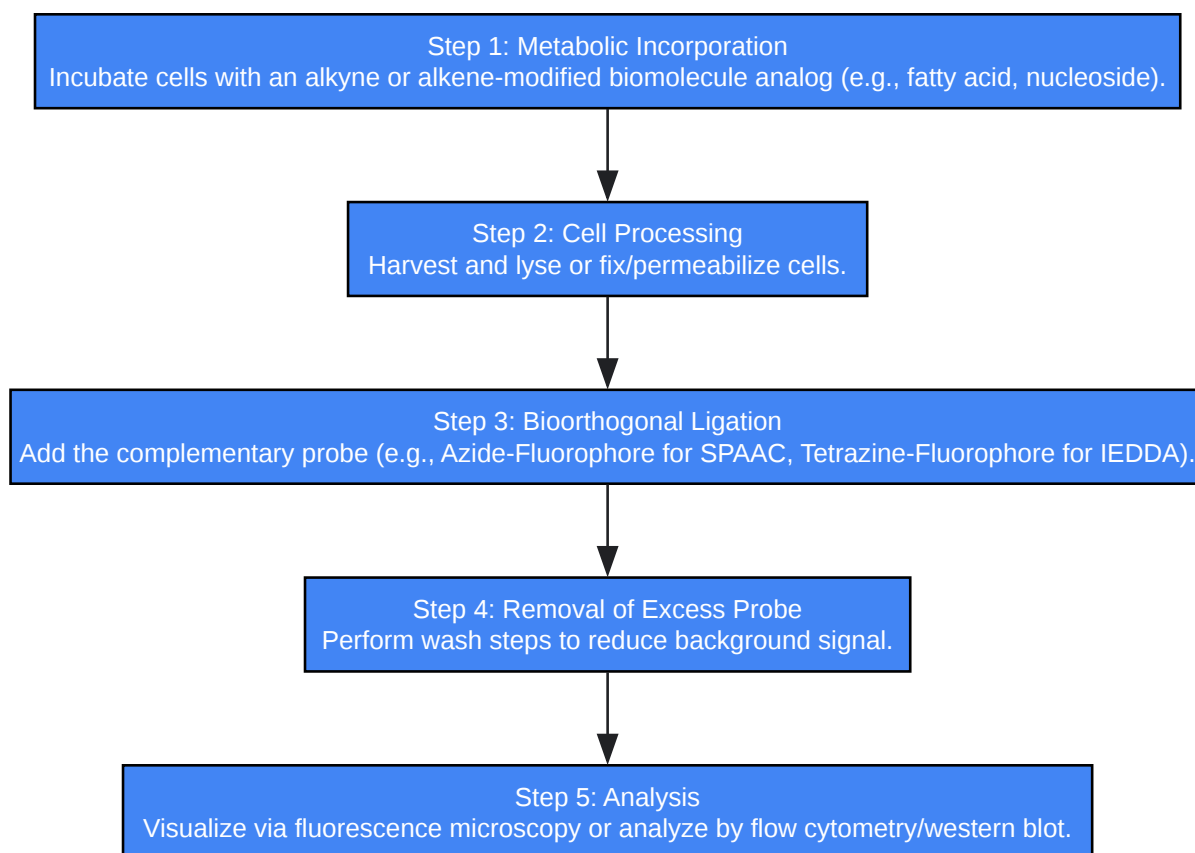 Step 1: Metabolic Incorporation
Incubate cells with an alkyne or alkene-modified biomolecule analog (e.g., fatty acid, nucleoside).
Step 2: Cell Processing
Harvest and lyse or fix/permeabilize cells.
Step 3: Bioorthogonal Ligation
Add the complementary probe (e.g., Azide-Fluorophore for SPAAC, Tetrazine-Fluorophore for IEDDA).
Step 4: Removal of Excess Probe
Perform wash steps to reduce background signal.
Step 5: Analysis
Visualize via fluorescence microscopy or analyze by flow cytometry/western blot.